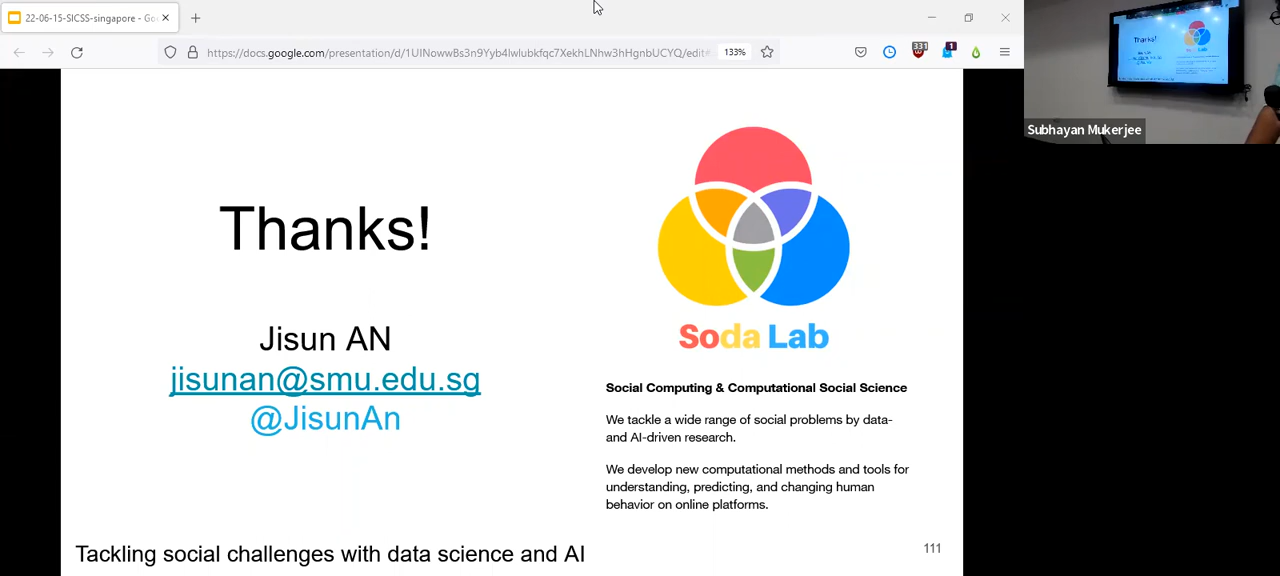 22-06-15-SICSS-singapore - Go
https://docs.google.com/presentation/d/1UINowwBs3n9Yyb4lwlubkfqc7XekhLNhw3hHgnbUCYQ/edit#
133%
331
1
Subhayan Mukerjee
Thanks!
Jisun AN
jisunan@smu.edu.sg
@JisunAn
Soda Lab
Social Computing & Computational Social Science
We tackle a wide range of social problems by data-
and AI-driven research.
We develop new computational methods and tools for
understanding, predicting, and changing human
behavior on online platforms.
Tackling social challenges with data science and AI
111
Thanks!